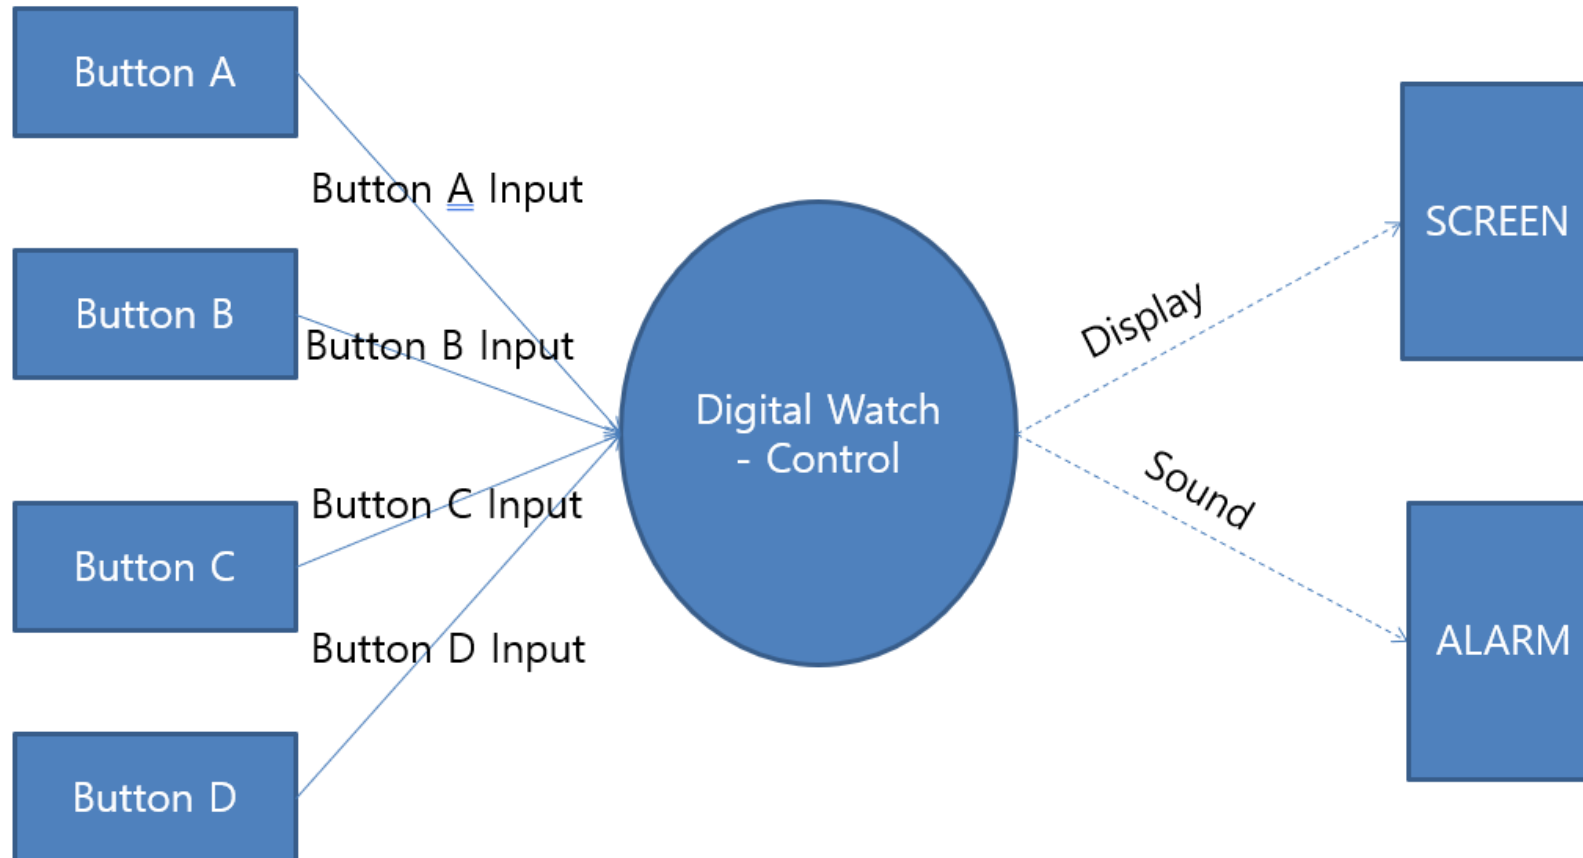 Button A
Button A Input
Button B
Button B Input
Button C
Button C Input
Button D Input
Button D
Digital Watch
- Control
Display
Sound
SCREEN
ALARM